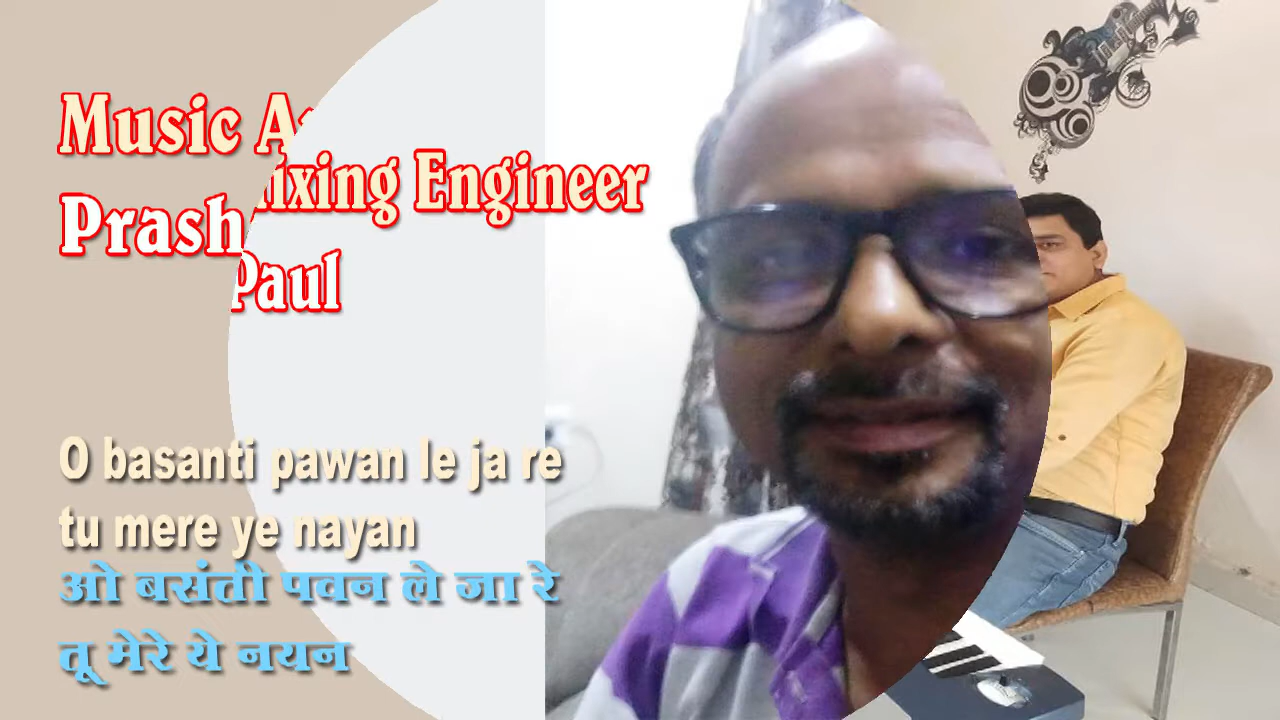 Music A
ixing Engineer
Prash
Paul
O basanti pawan le ja re
tu mere ye nayan
ओ बसंती पवन ले जा रे
तू मेरे ये नयन